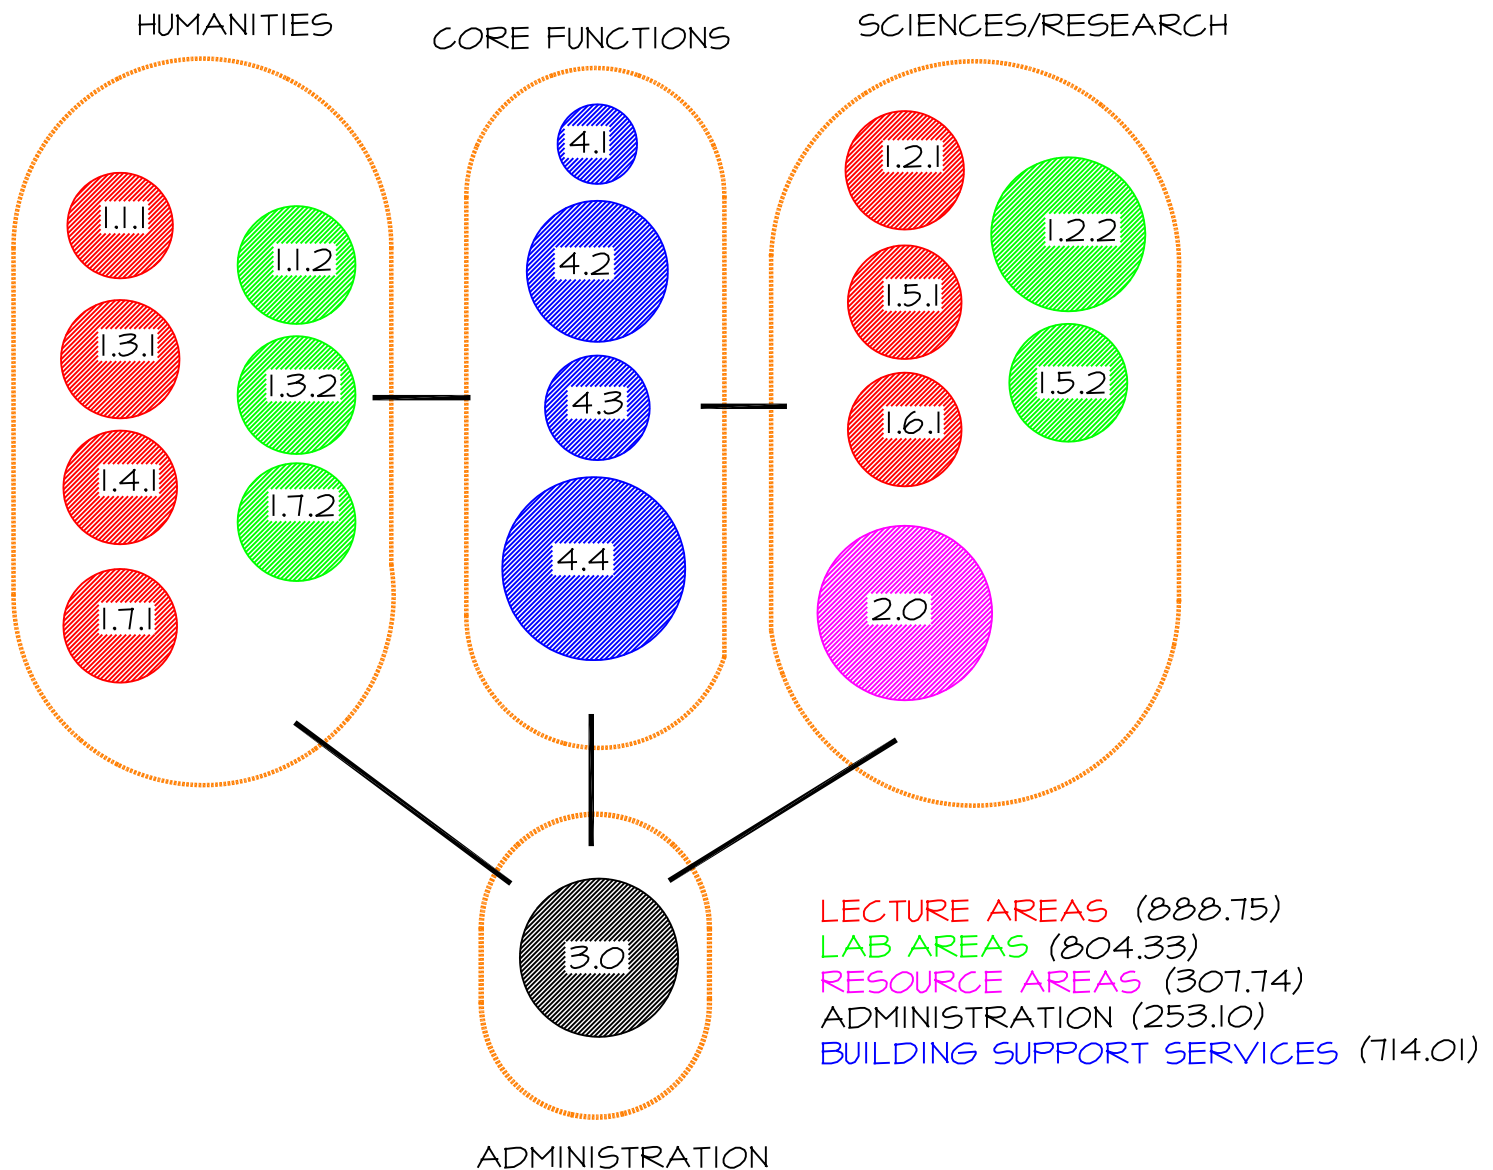 HUMANITIES
CORE FUNCTIONS
SCIENCES/RESEARCH
1.1.1
1.3.1
1.4.1
1.7.1
1.1.2
1.3.2
1.7.2
4.1
4.2
4.3
4.4
1.2.1
1.5.1
1.6.1
2.0
1.2.2
1.5.2
3.0
ADMINISTRATION
LECTURE AREAS (888.75)
LAB AREAS (804.33)
RESOURCE AREAS (307.74)
ADMINISTRATION (253.10)
BUILDING SUPPORT SERVICES (714.01)